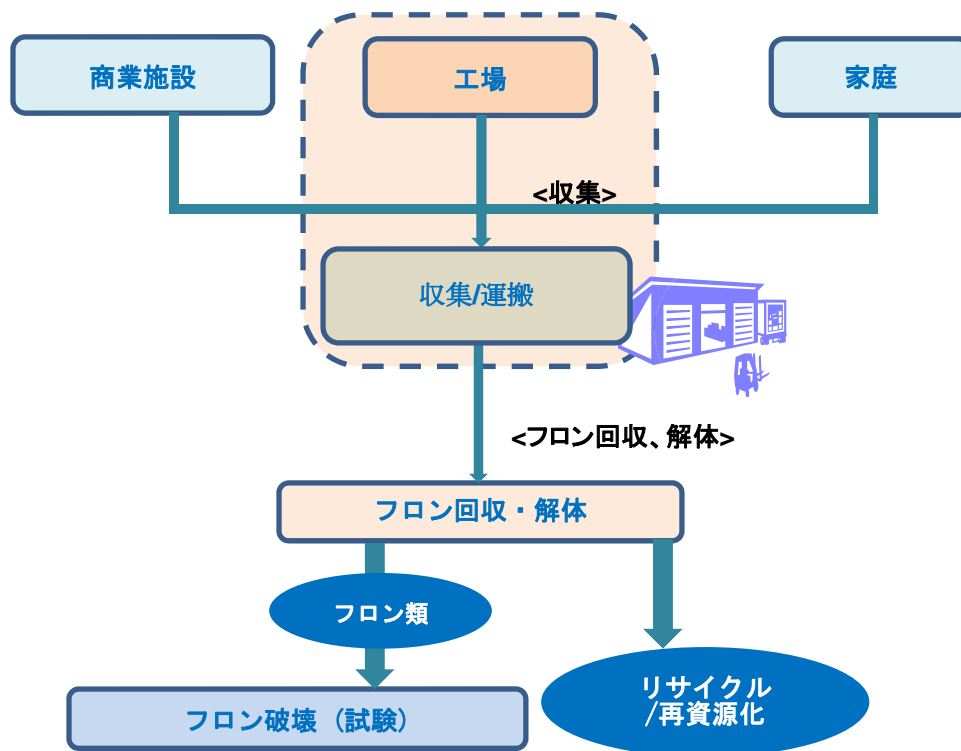 商業施設
工場
家庭
<収集>
収集/運搬
<フロン回収、解体>
フロン回収・解体
フロン類
リサイクル
/再資源化
フロン破壊（試験）